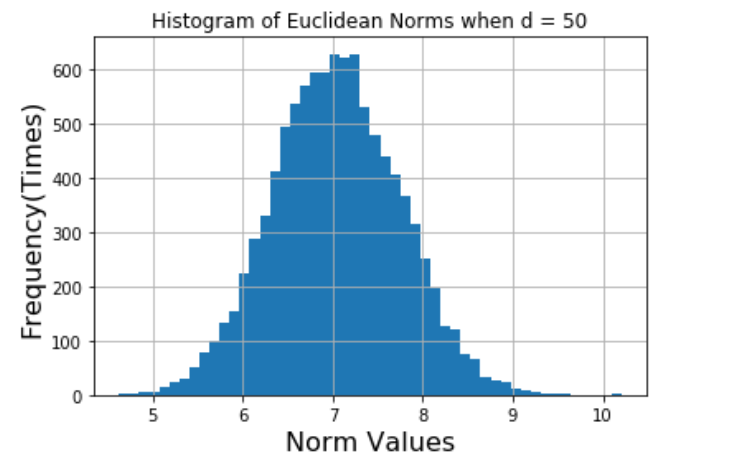 Histogram of Euclidean Norms when d = 50
Frequency(Times)
600
500
400
300
200
100
0
5 6 7 8 9 10
Norm Values